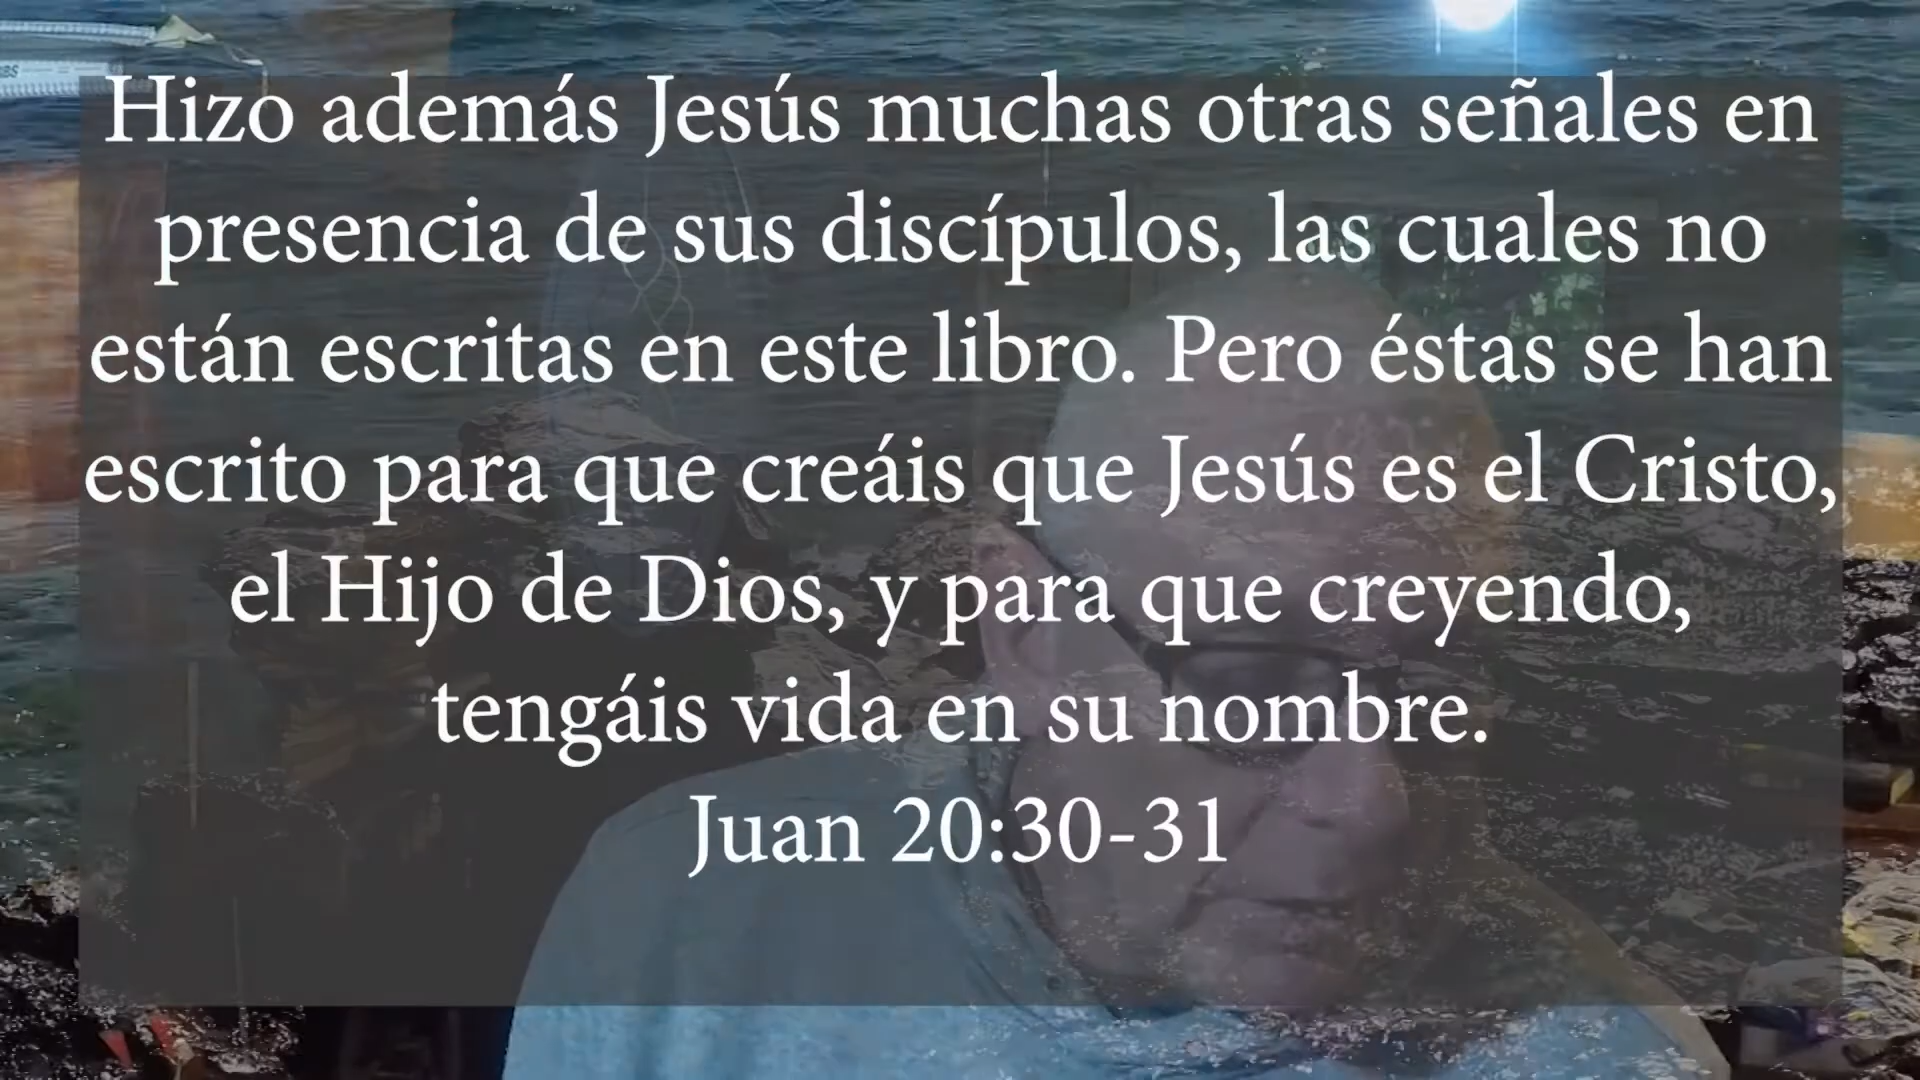 Hizo además Jesús muchas otras señales en
presencia de sus discípulos, las cuales no
están escritas en este libro. Pero éstas se han
escrito para que creáis que Jesús es el Cristo,
el Hijo de Dios, y para que creyendo,
tengáis vida en su nombre.
Juan 20:30-31